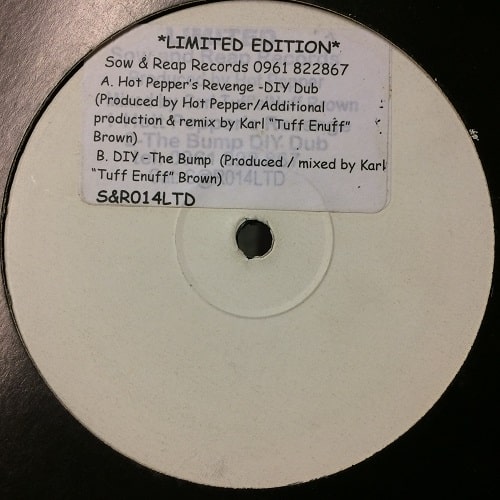 *LIMITED EDITION*
Sow & Reap Records 0961 822867
A. Hot Pepper's Revenge -DIY Dub
(Produced by Hot Pepper/Additional
production & remix by Karl "Tuff Enuff"
Brown)
B. DIY -The Bump (Produced / mixed by Karl
"Tuff Enuff" Brown)
S&R014LTD